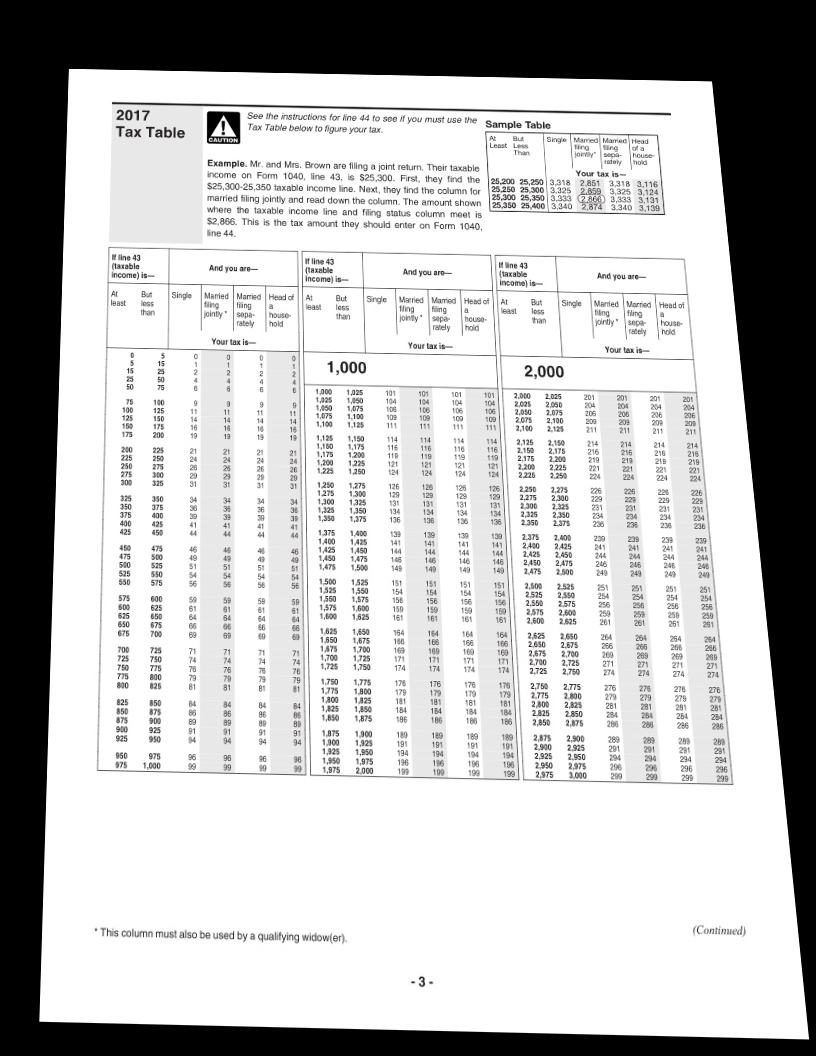 2017
Tax Table
CAUTION
See the instructions for line 44 to see if you must use the
Tax Table below to figure your tax.
Example. Mr. and Mrs. Brown are filing a joint return. Their taxable
income on Form 1040, line 43, is $25,300. First, they find the
$25,300-25,350 taxable income line. Next, they find the column for
married filing jointly and read down the column. The amount shown
where the taxable income line and filing status column meet is
$2,866. This is the tax amount they should enter on Form 1040,
line 44.
Sample Table
At Least But Less Than Single Married filing jointly* Married filing sepa-rately Head of a house-hold
Your tax is—
25,200 25,250 3,318 2,851 3,318 3,116
25,250 25,300 3,325 2,859 3,325 3,124
25,300 25,350 3,333 2,866 3,333 3,131
25,350 25,400 3,340 2,874 3,340 3,139
If line 43 (taxable income) is— And you are—
At least But less than Single Married filing jointly * Married filing sepa-rately Head of a house-hold
Your tax is—
0 5 0 0 0 0
5 15 1 1 1 1
15 25 2 2 2 2
25 50 4 4 4 4
50 75 6 6 6 6
75 100 9 9 9 9
100 125 11 11 11 11
125 150 14 14 14 14
150 175 16 16 16 16
175 200 19 19 19 19
200 225 21 21 21 21
225 250 24 24 24 24
250 275 26 26 26 26
275 300 29 29 29 29
300 325 31 31 31 31
325 350 34 34 34 34
350 375 36 36 36 36
375 400 39 39 39 39
400 425 41 41 41 41
425 450 44 44 44 44
450 475 46 46 46 46
475 500 49 49 49 49
500 525 51 51 51 51
525 550 54 54 54 54
550 575 56 56 56 56
575 600 59 59 59 59
600 625 61 61 61 61
625 650 64 64 64 64
650 675 66 66 66 66
675 700 69 69 69 69
700 725 71 71 71 71
725 750 74 74 74 74
750 775 76 76 76 76
775 800 79 79 79 79
800 825 81 81 81 81
825 850 84 84 84 84
850 875 86 86 86 86
875 900 89 89 89 89
900 925 91 91 91 91
925 950 94 94 94 94
950 975 96 96 96 96
975 1,000 99 99 99 99
If line 43 (taxable income) is— And you are—
At least But less than Single Married filing jointly * Married filing sepa-rately Head of a house-hold
Your tax is—
1,000
1,000 1,025 101 101 101 101
1,025 1,050 104 104 104 104
1,050 1,075 106 106 106 106
1,075 1,100 109 109 109 109
1,100 1,125 111 111 111 111
1,125 1,150 114 114 114 114
1,150 1,175 116 116 116 116
1,175 1,200 119 119 119 119
1,200 1,225 121 121 121 121
1,225 1,250 124 124 124 124
1,250 1,275 126 126 126 126
1,275 1,300 129 129 129 129
1,300 1,325 131 131 131 131
1,325 1,350 134 134 134 134
1,350 1,375 136 136 136 136
1,375 1,400 139 139 139 139
1,400 1,425 141 141 141 141
1,425 1,450 144 144 144 144
1,450 1,475 146 146 146 146
1,475 1,500 149 149 149 149
1,500 1,525 151 151 151 151
1,525 1,550 154 154 154 154
1,550 1,575 156 156 156 156
1,575 1,600 159 159 159 159
1,600 1,625 161 161 161 161
1,625 1,650 164 164 164 164
1,650 1,675 166 166 166 166
1,675 1,700 169 169 169 169
1,700 1,725 171 171 171 171
1,725 1,750 174 174 174 174
1,750 1,775 176 176 176 176
1,775 1,800 179 179 179 179
1,800 1,825 181 181 181 181
1,825 1,850 184 184 184 184
1,850 1,875 186 186 186 186
1,875 1,900 189 189 189 189
1,900 1,925 191 191 191 191
1,925 1,950 194 194 194 194
1,950 1,975 196 196 196 196
1,975 2,000 199 199 199 199
If line 43 (taxable income) is— And you are—
At least But less than Single Married filing jointly * Married filing sepa-rately Head of a house-hold
Your tax is—
2,000
2,000 2,025 201 201 201 201
2,025 2,050 204 204 204 204
2,050 2,075 206 206 206 206
2,075 2,100 209 209 209 209
2,100 2,125 211 211 211 211
2,125 2,150 214 214 214 214
2,150 2,175 216 216 216 216
2,175 2,200 219 219 219 219
2,200 2,225 221 221 221 221
2,225 2,250 224 224 224 224
2,250 2,275 226 226 226 226
2,275 2,300 229 229 229 229
2,300 2,325 231 231 231 231
2,325 2,350 234 234 234 234
2,350 2,375 236 236 236 236
2,375 2,400 239 239 239 239
2,400 2,425 241 241 241 241
2,425 2,450 244 244 244 244
2,450 2,475 246 246 246 246
2,475 2,500 249 249 249 249
2,500 2,525 251 251 251 251
2,525 2,550 254 254 254 254
2,550 2,575 256 256 256 256
2,575 2,600 259 259 259 259
2,600 2,625 261 261 261 261
2,625 2,650 264 264 264 264
2,650 2,675 266 266 266 266
2,675 2,700 269 269 269 269
2,700 2,725 271 271 271 271
2,725 2,750 274 274 274 274
2,750 2,775 276 276 276 276
2,775 2,800 279 279 279 279
2,800 2,825 281 281 281 281
2,825 2,850 284 284 284 284
2,850 2,875 286 286 286 286
2,875 2,900 289 289 289 289
2,900 2,925 291 291 291 291
2,925 2,950 294 294 294 294
2,950 2,975 296 296 296 296
2,975 3,000 299 299 299 299
* This column must also be used by a qualifying widow(er).
(Continued)
- 3 -